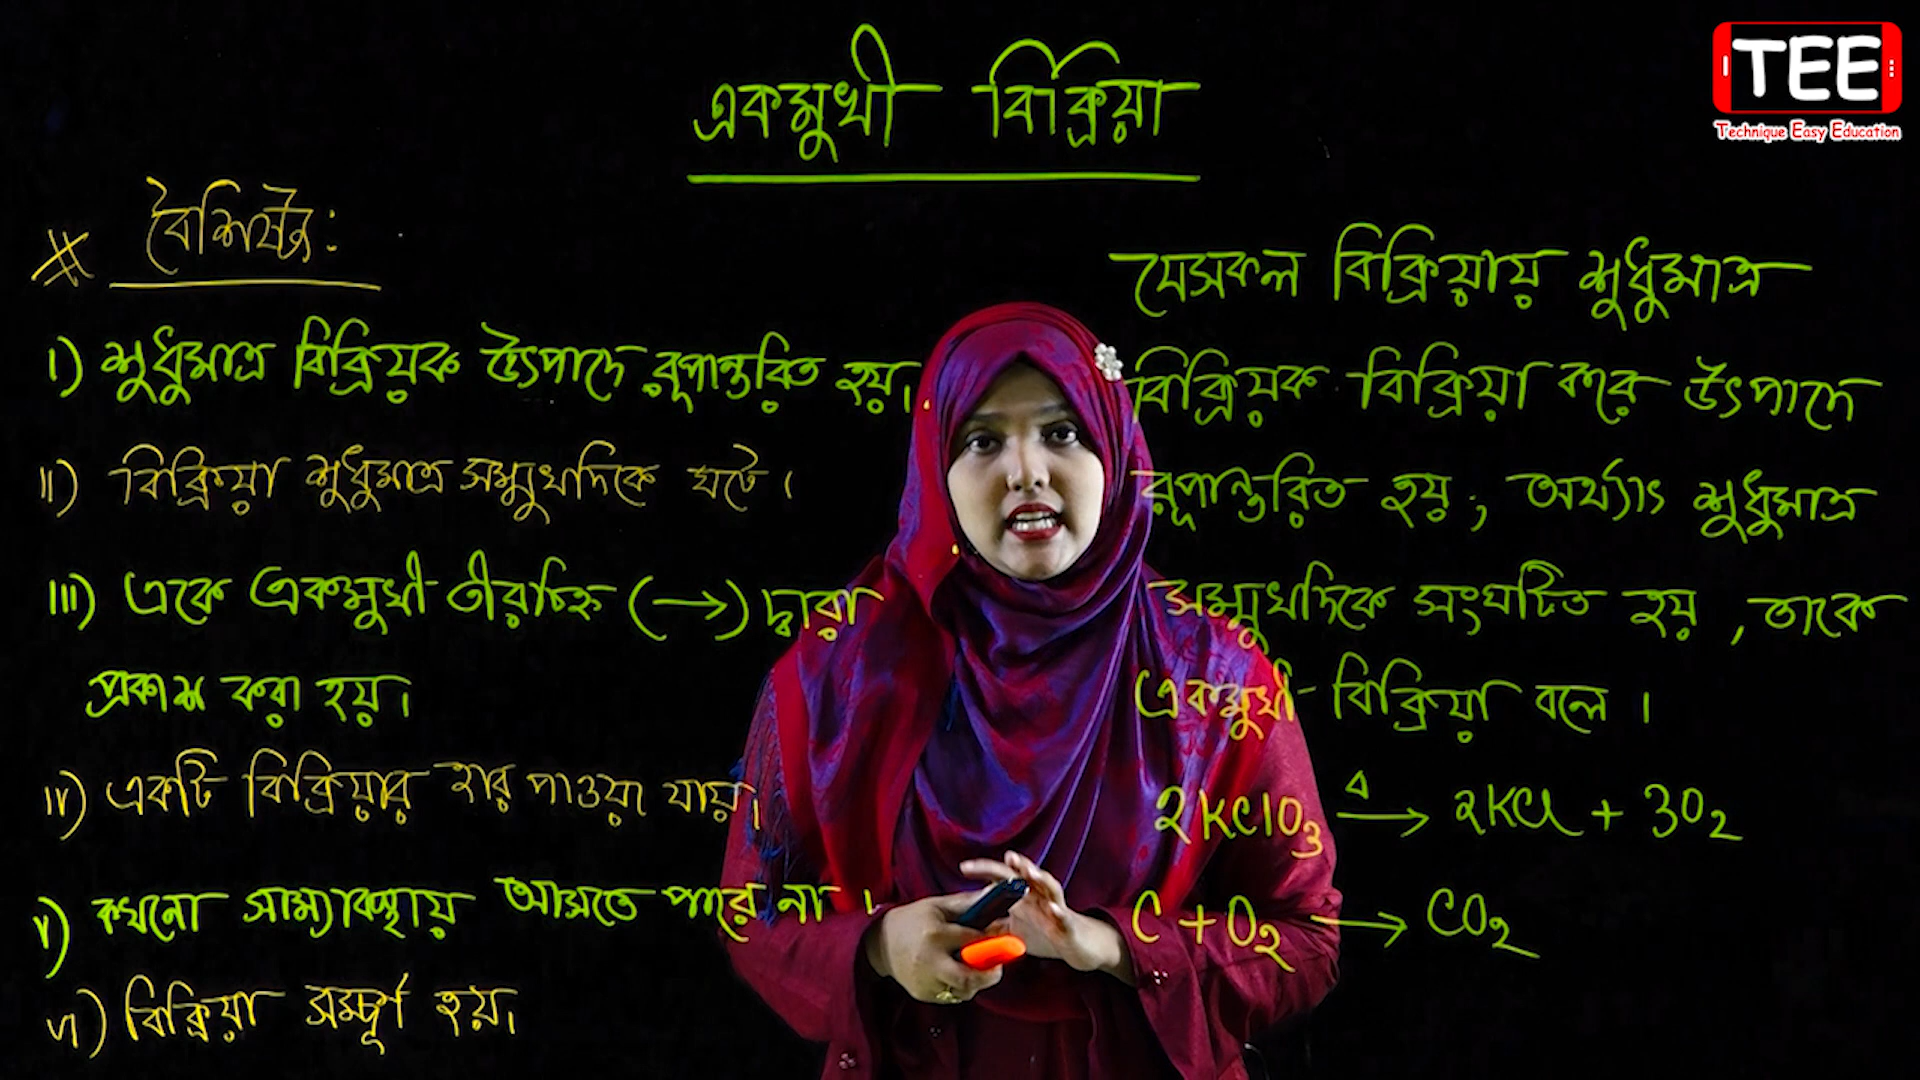 একমুখী বিক্রিয়া
TEE
Technique Easy Education
* বৈশিষ্ট্য:
i) শুধুমাত্র বিক্রিয়ক উৎপাদে রূপান্তরিত হয়।
ii) বিক্রিয়া শুধুমাত্র সম্মুখদিকে ঘটে।
iii) একে একমুখী তীরচিহ্ন (→) দ্বারা
প্রকাশ করা হয়।
iv) একটি বিক্রিয়ার হার পাওয়া যায়।
v) কখনো সাম্যাবস্থায় আসতে পারে না।
vi) বিক্রিয়া সম্পূর্ণ হয়।
যেসকল বিক্রিয়ায় শুধুমাত্র
বিক্রিয়ক বিক্রিয়া করে উৎপাদে
রূপান্তরিত হয়; অর্থ্যাৎ শুধুমাত্র
সম্মুখদিকে সংঘটিত হয়, তাকে
একমুখী বিক্রিয়া বলে।
2KClO₃ —Δ→ 2KCl + 3O₂
C + O₂ → CO₂